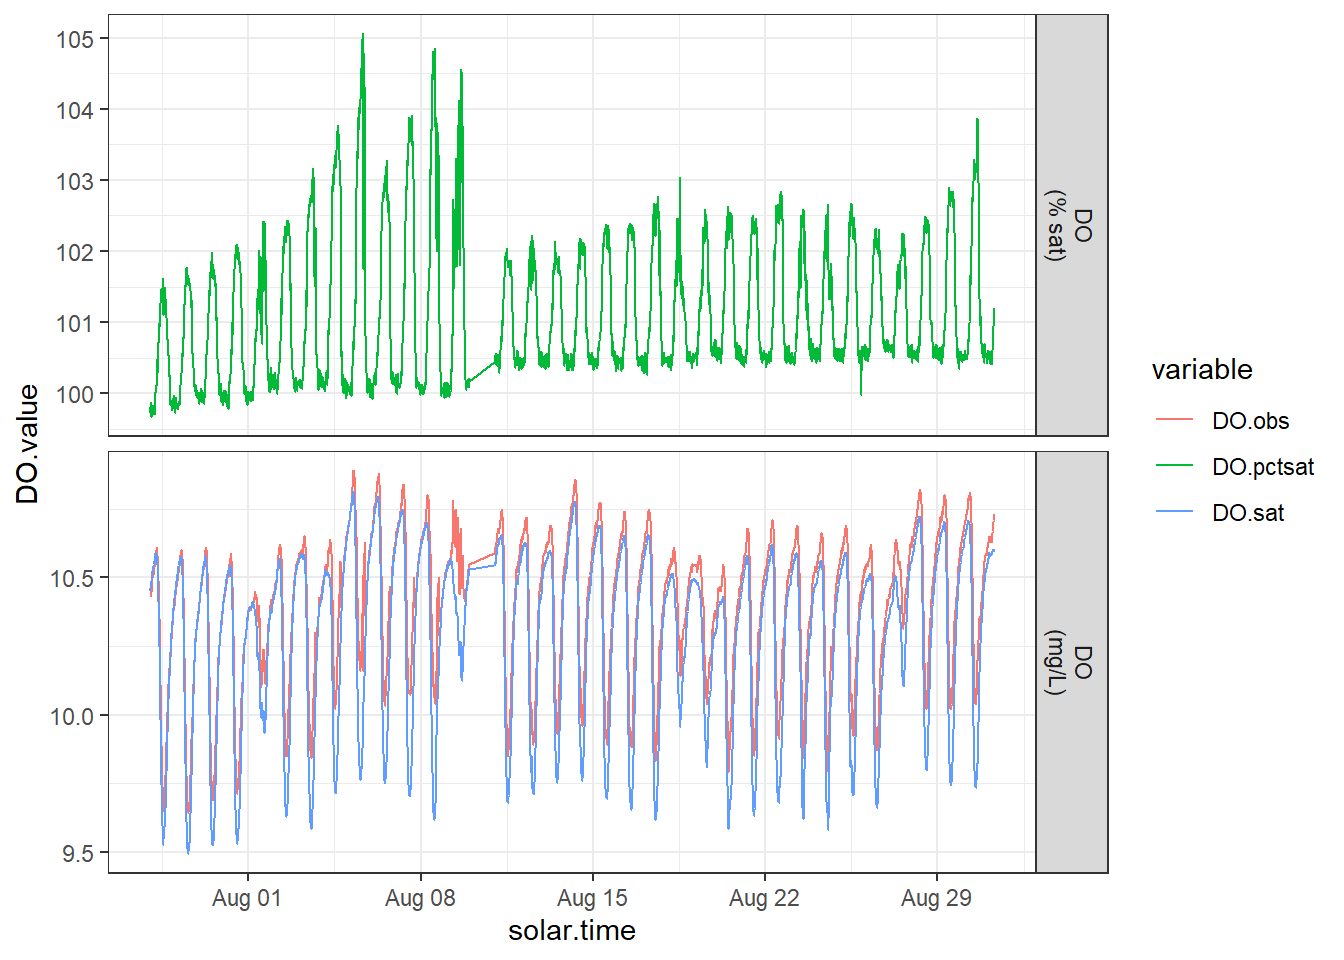 105
104
103
102
101
100
DO
(% sat)
10.5
10.0
9.5
DO
(mg/L)
DO.value
Aug 01
Aug 08
Aug 15
Aug 22
Aug 29
solar.time
variable
DO.obs
DO.pctsat
DO.sat